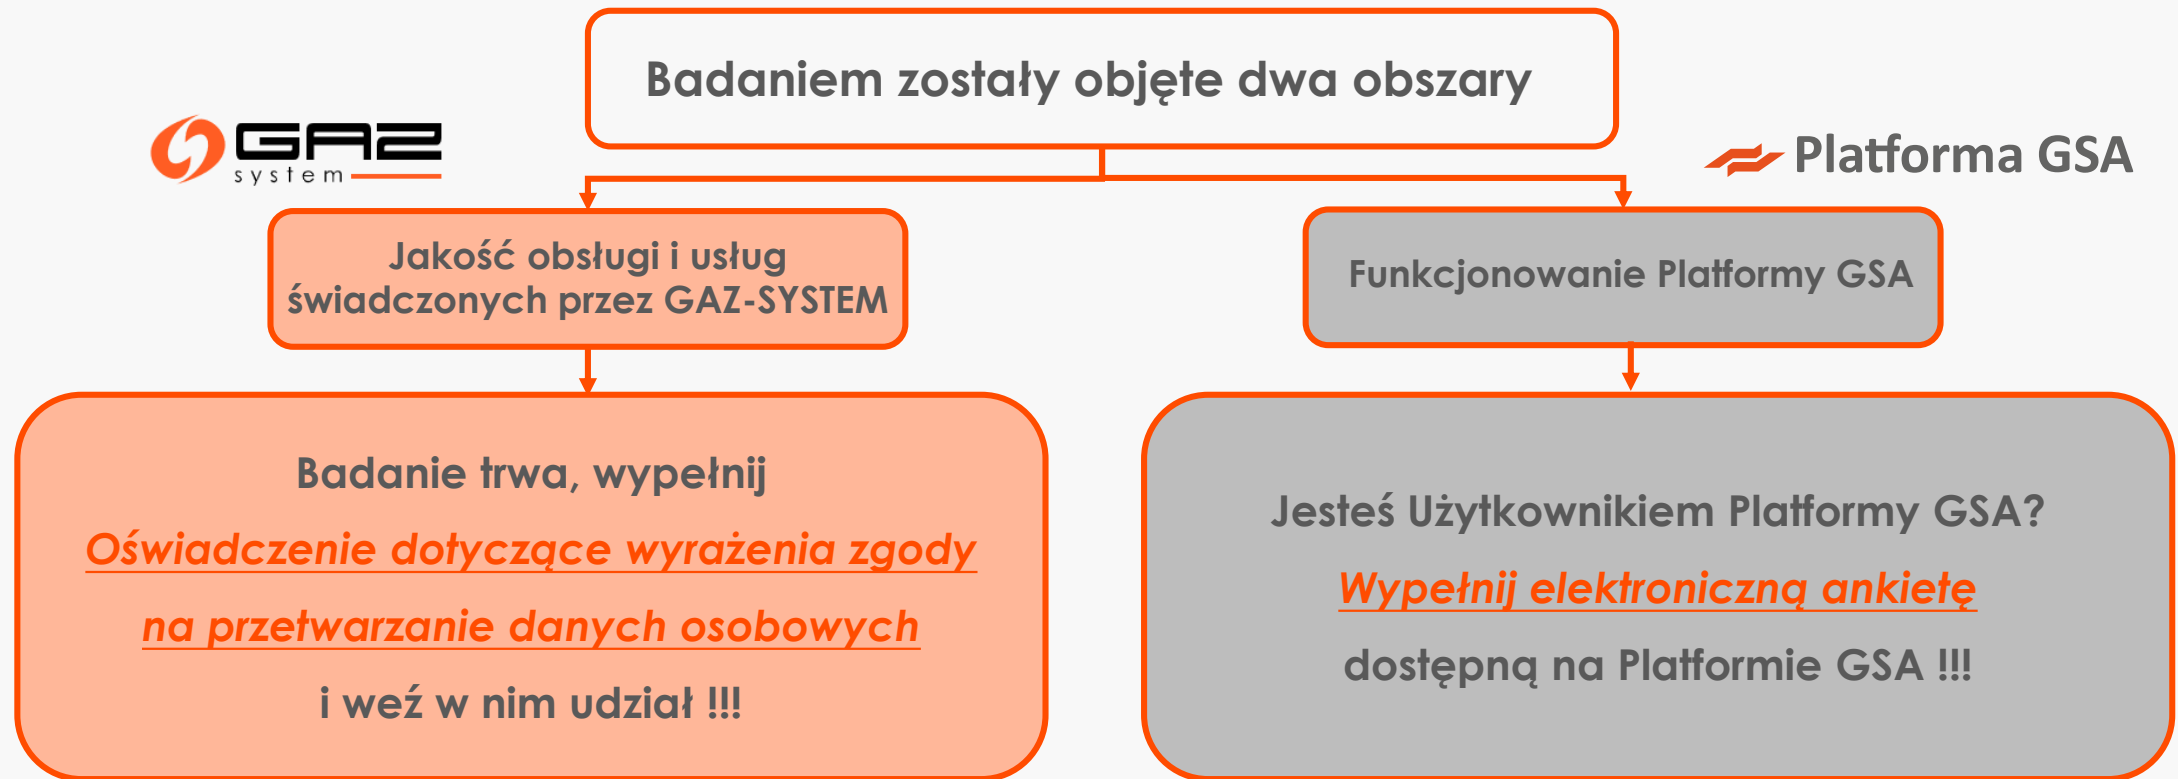 Badaniem zostały objęte dwa obszary
GAZ
system
Platforma GSA
Jakość obsługi i usług
świadczonych przez GAZ-SYSTEM
Funkcjonowanie Platformy GSA
Badanie trwa, wypełnij
Oświadczenie dotyczące wyrażenia zgody
na przetwarzanie danych osobowych
i weź w nim udział !!!
Jesteś Użytkownikiem Platformy GSA?
Wypełnij elektroniczną ankietę
dostępną na Platformie GSA !!!